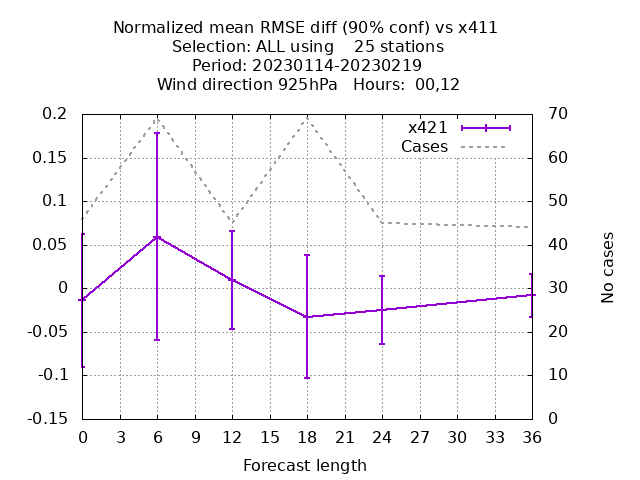 Normalized mean RMSE diff (90% conf) vs x411
Selection: ALL using    25 stations
Period: 20230114-20230219
Wind direction 925hPa   Hours:  00,12
0.2
0.15
0.1
0.05
0
-0.05
-0.1
-0.15
x421
Cases
70
60
50
40
30
20
10
0
No cases
0 3 6 9 12 15 18 21 24 27 30 33 36
Forecast length